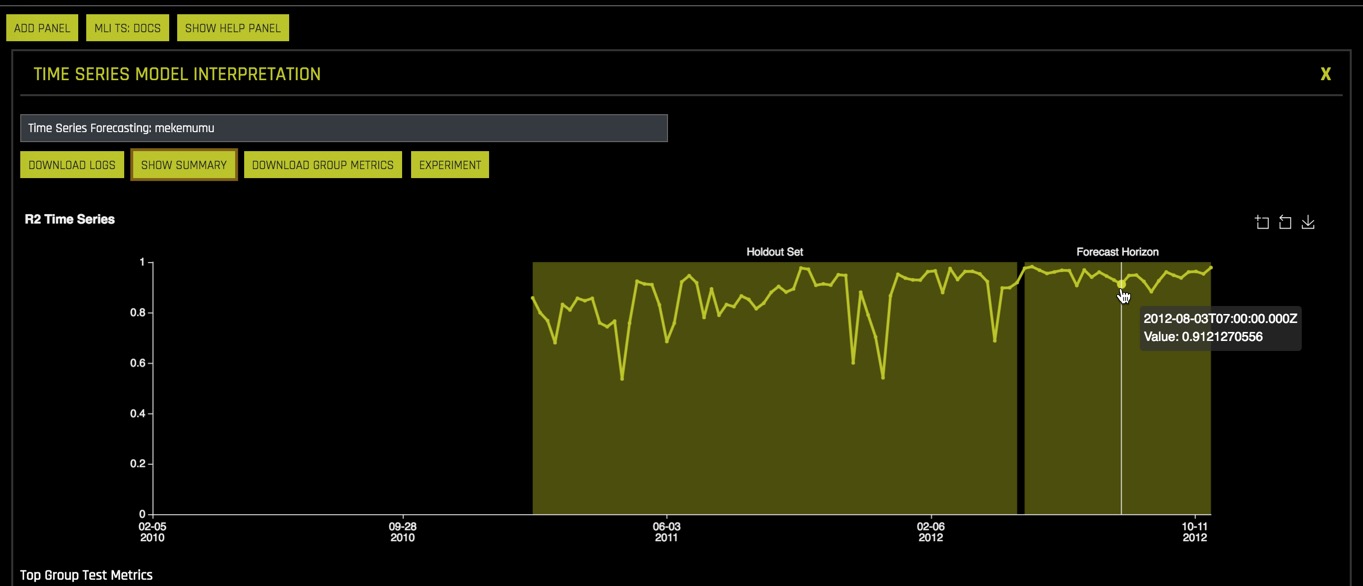 ADD PANEL MLI TS: DOCS SHOW HELP PANEL
TIME SERIES MODEL INTERPRETATION X
Time Series Forecasting: mekemumu
DOWNLOAD LOGS SHOW SUMMARY DOWNLOAD GROUP METRICS EXPERIMENT
R2 Time Series
Holdout Set Forecast Horizon
1
0.8
2012-08-03T07:00:00.000Z
Value: 0.9121270556
0.6
0.4
0.2
0
02-05 09-28 06-03 02-06 10-11
2010 2010 2011 2012 2012
Top Group Test Metrics